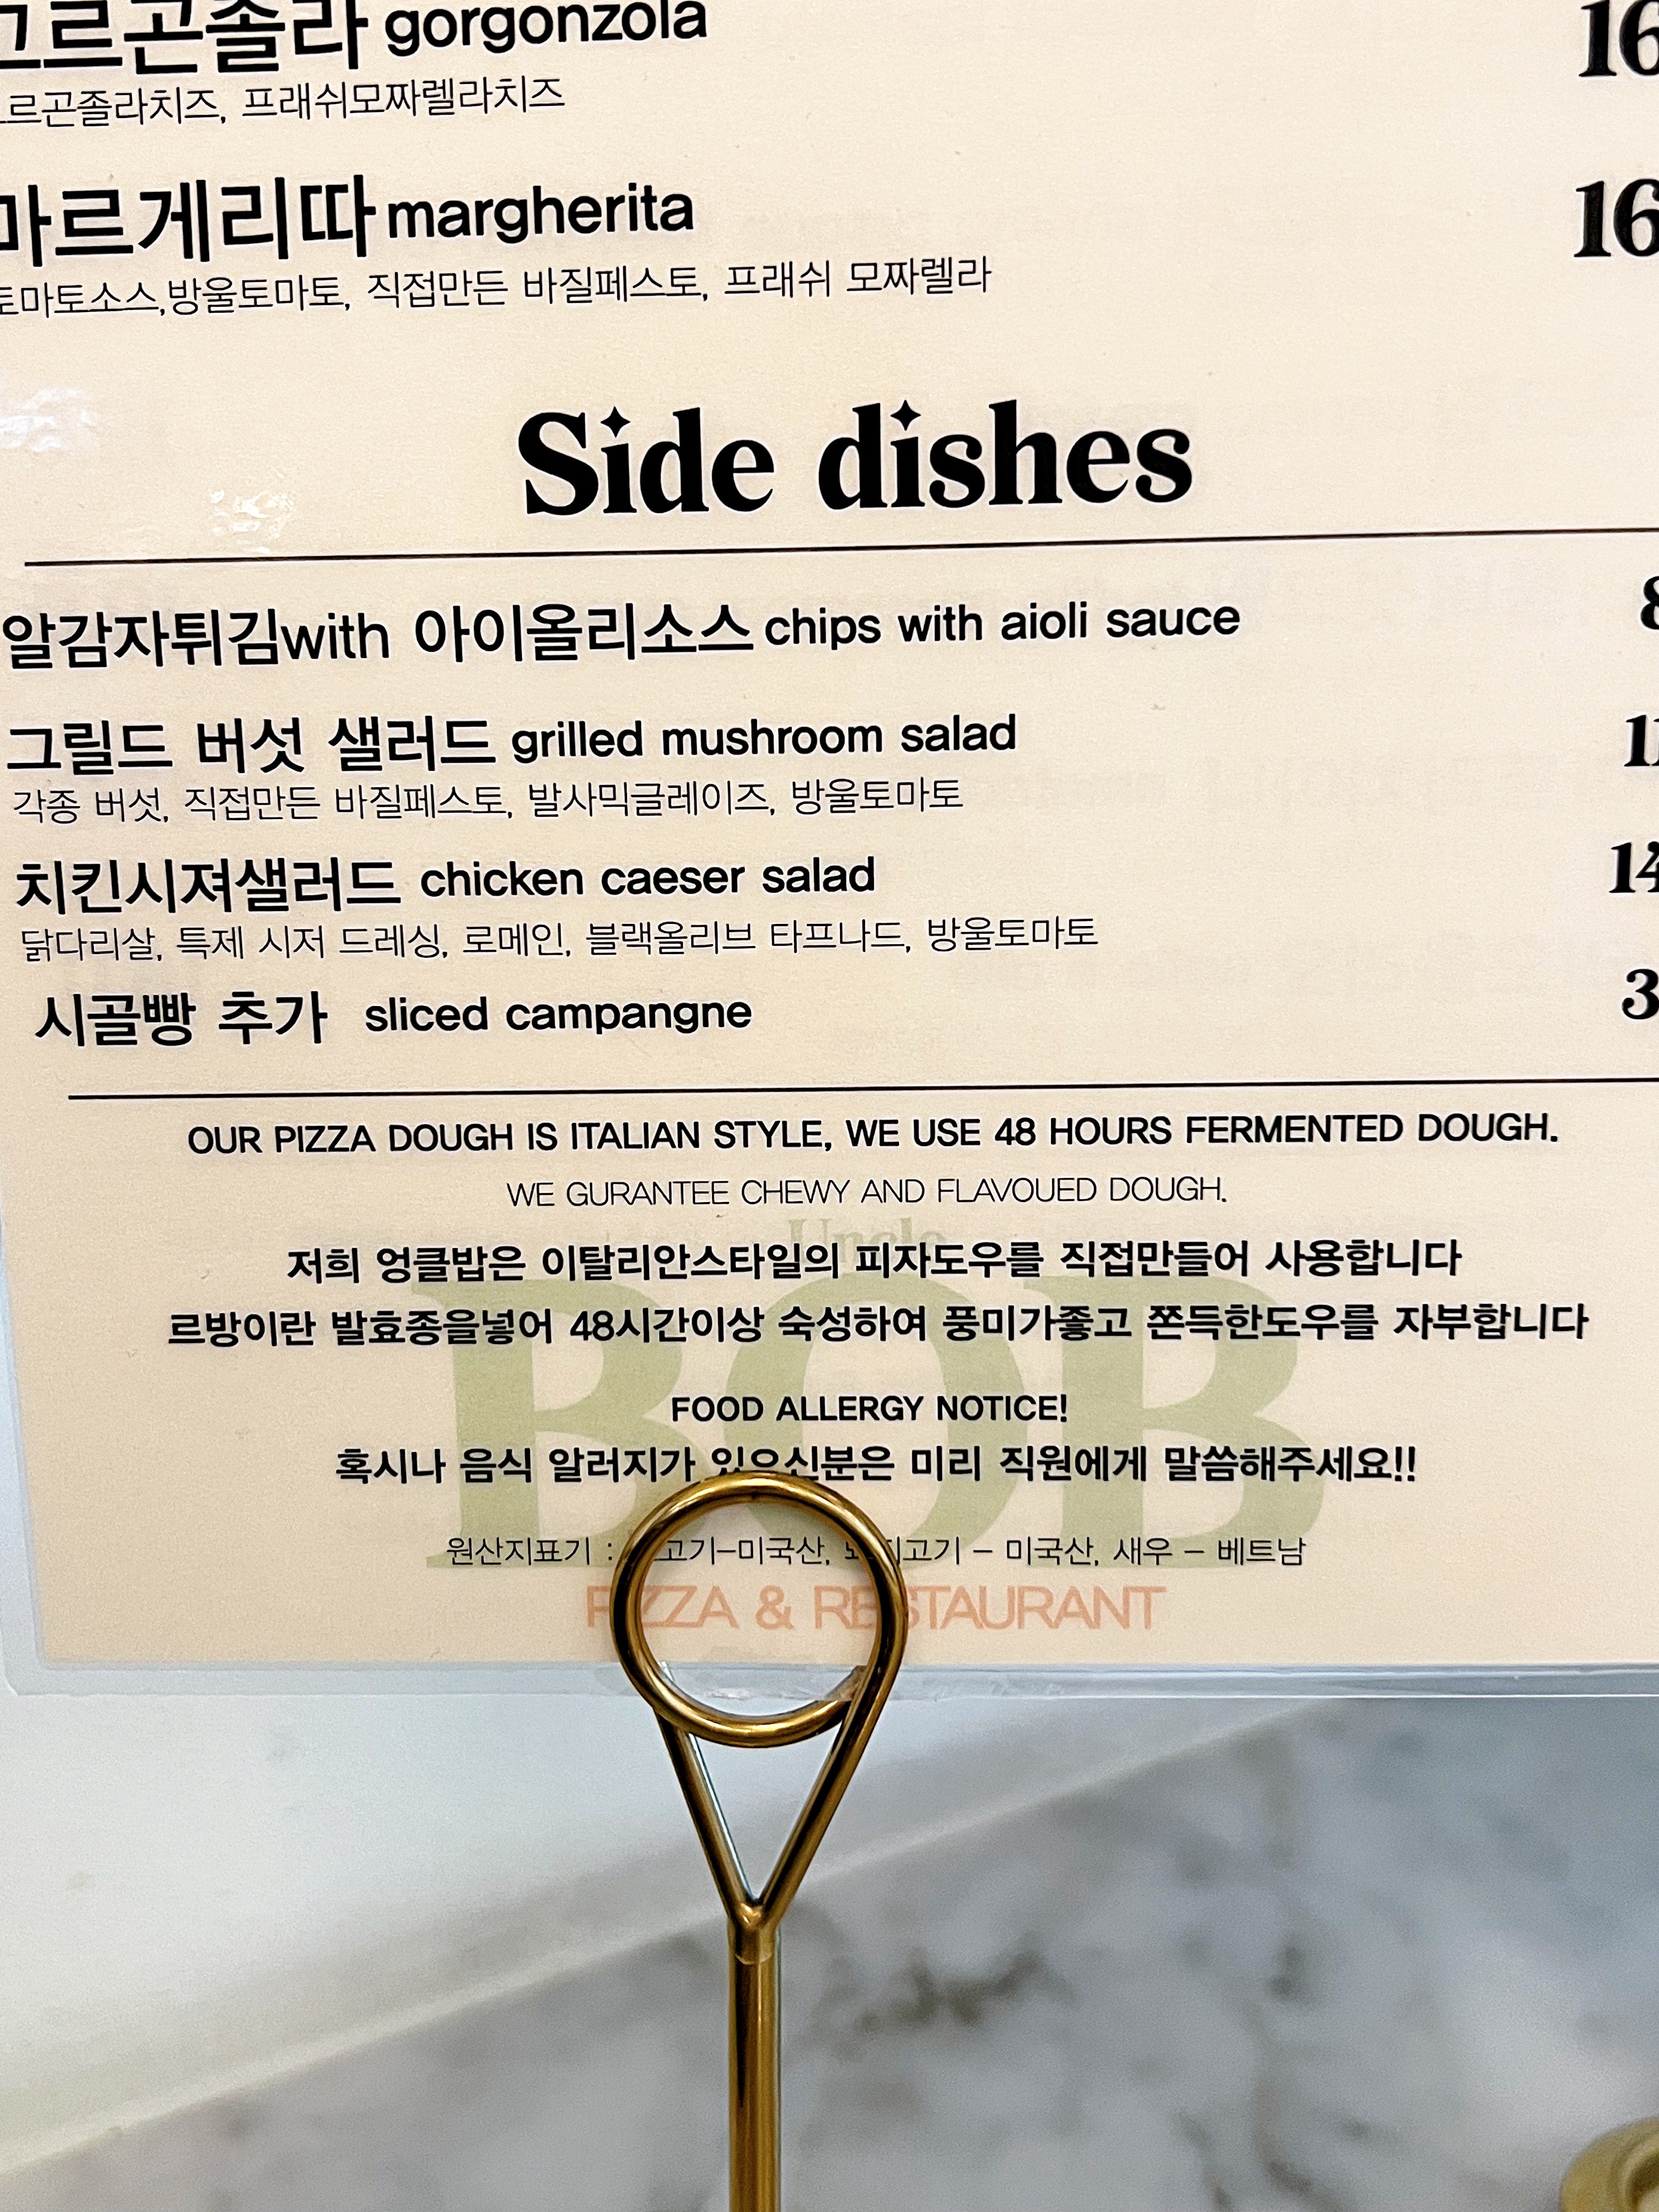 그르곤졸라 gorgonzola 16
르곤졸라치즈, 프래쉬모짜렐라치즈
마르게리따 margherita 16
토마토소스,방울토마토, 직접만든 바질페스토, 프래쉬 모짜렐라
Side dishes
알감자튀김with 아이올리소스 chips with aioli sauce 8
그릴드 버섯 샐러드 grilled mushroom salad 11
각종 버섯, 직접만든 바질페스토, 발사믹글레이즈, 방울토마토
치킨시져샐러드 chicken caeser salad 14
닭다리살, 특제 시저 드레싱, 로메인, 블랙올리브 타프나드, 방울토마토
시골빵 추가 sliced campangne 3
OUR PIZZA DOUGH IS ITALIAN STYLE, WE USE 48 HOURS FERMENTED DOUGH.
WE GURANTEE CHEWY AND FLAVOUED DOUGH.
Uncle
저희 엉클밥은 이탈리안스타일의 피자도우를 직접만들어 사용합니다
BOB
르방이란 발효종을넣어 48시간이상 숙성하여 풍미가좋고 쫀득한도우를 자부합니다
FOOD ALLERGY NOTICE!
혹시나 음식 알러지가 있으신분은 미리 직원에게 말씀해주세요!!
원산지표기 : 고기-미국산, 돼지고기 - 미국산, 새우 - 베트남
PIZZA & RESTAURANT